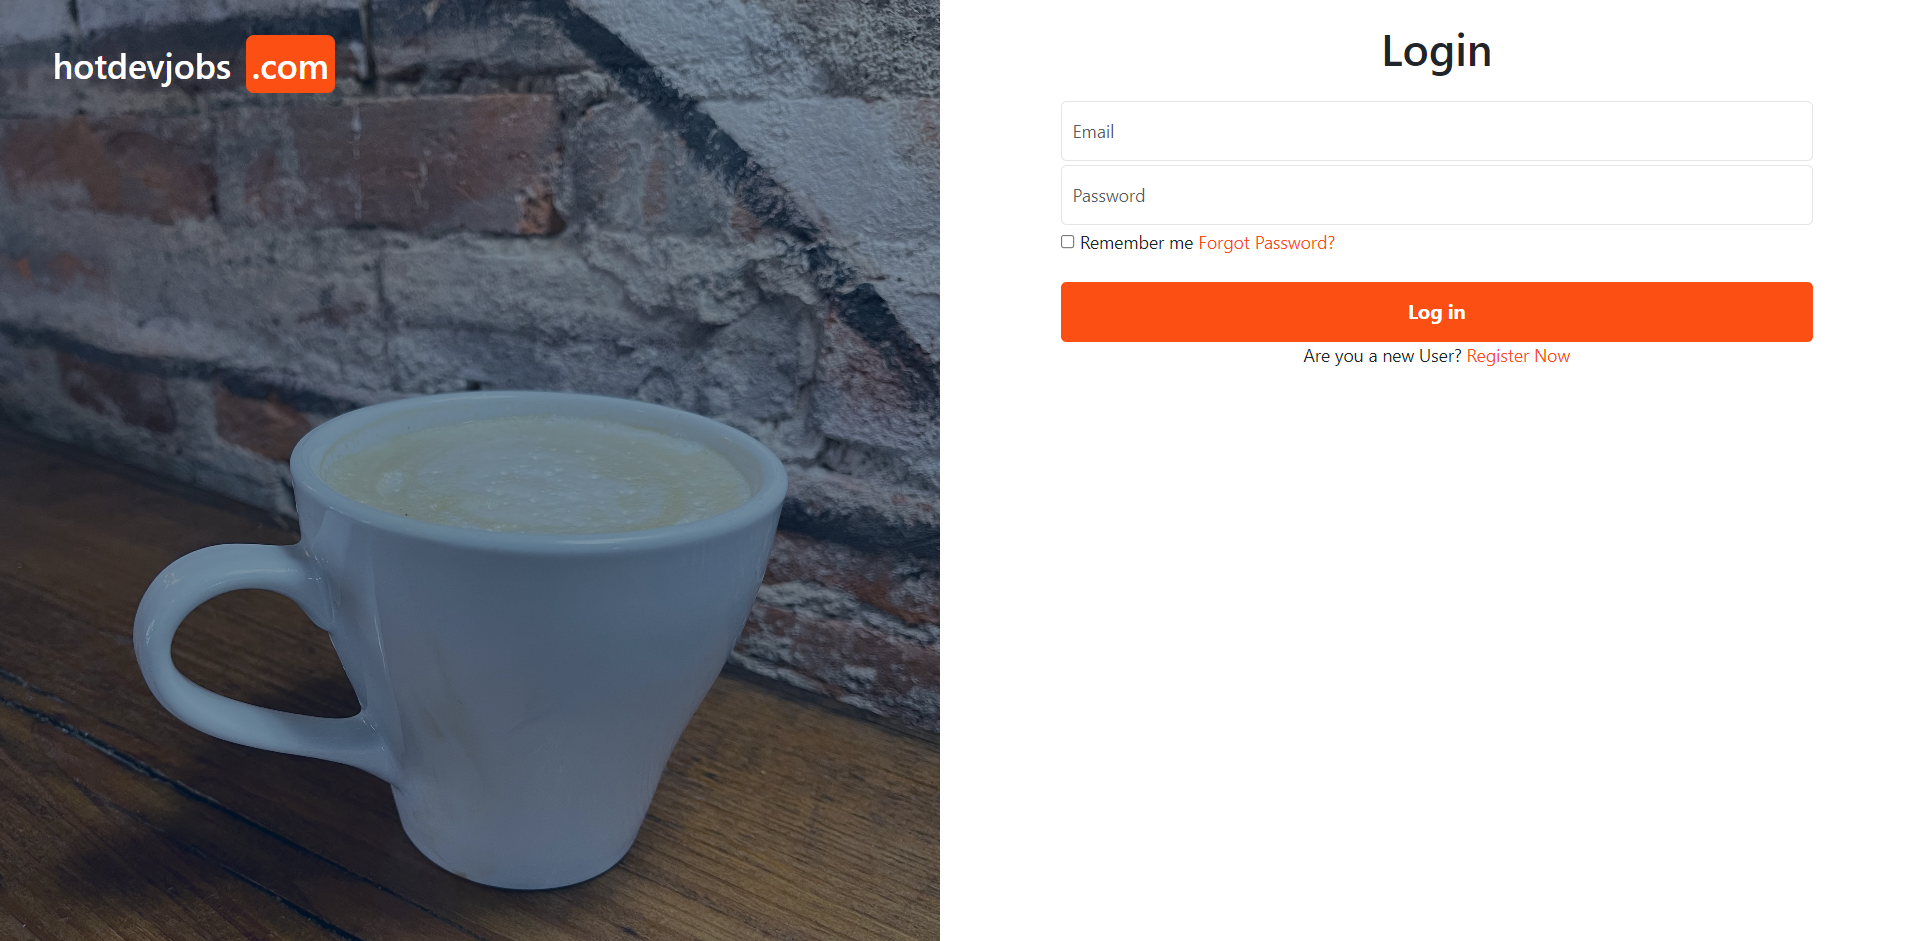 hotdevjobs .com
Login
Email
Password
Remember me Forgot Password?
Log in
Are you a new User? Register Now